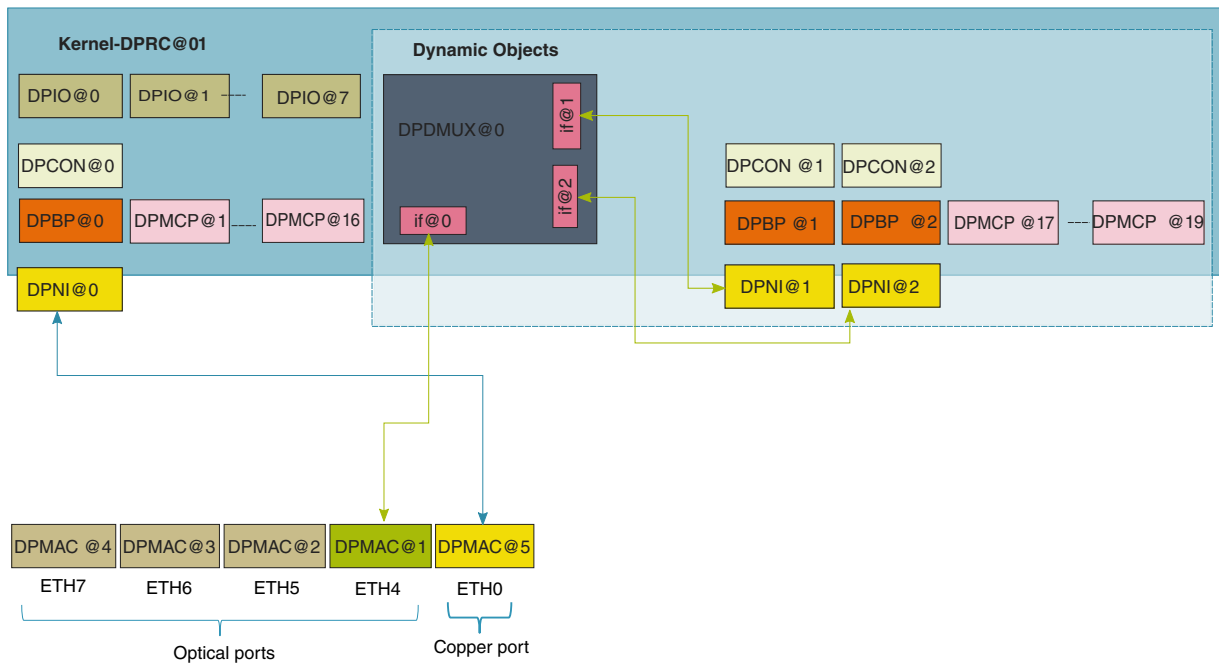 Kernel-DPRC@01
Dynamic Objects
DPIO@0
DPIO@1
DPIO@7
DPDMUX@0
if@1
if@2
if@0
DPCON@0
DPCON @1
DPCON@2
DPBP@0
DPMCP@1
DPMCP@16
DPBP @1
DPBP @2
DPMCP @17
DPMCP @19
DPNI@0
DPNI@1
DPNI@2
DPMAC @4
DPMAC@3
DPMAC@2
DPMAC@1
DPMAC@5
ETH7
ETH6
ETH5
ETH4
ETH0
Optical ports
Copper port